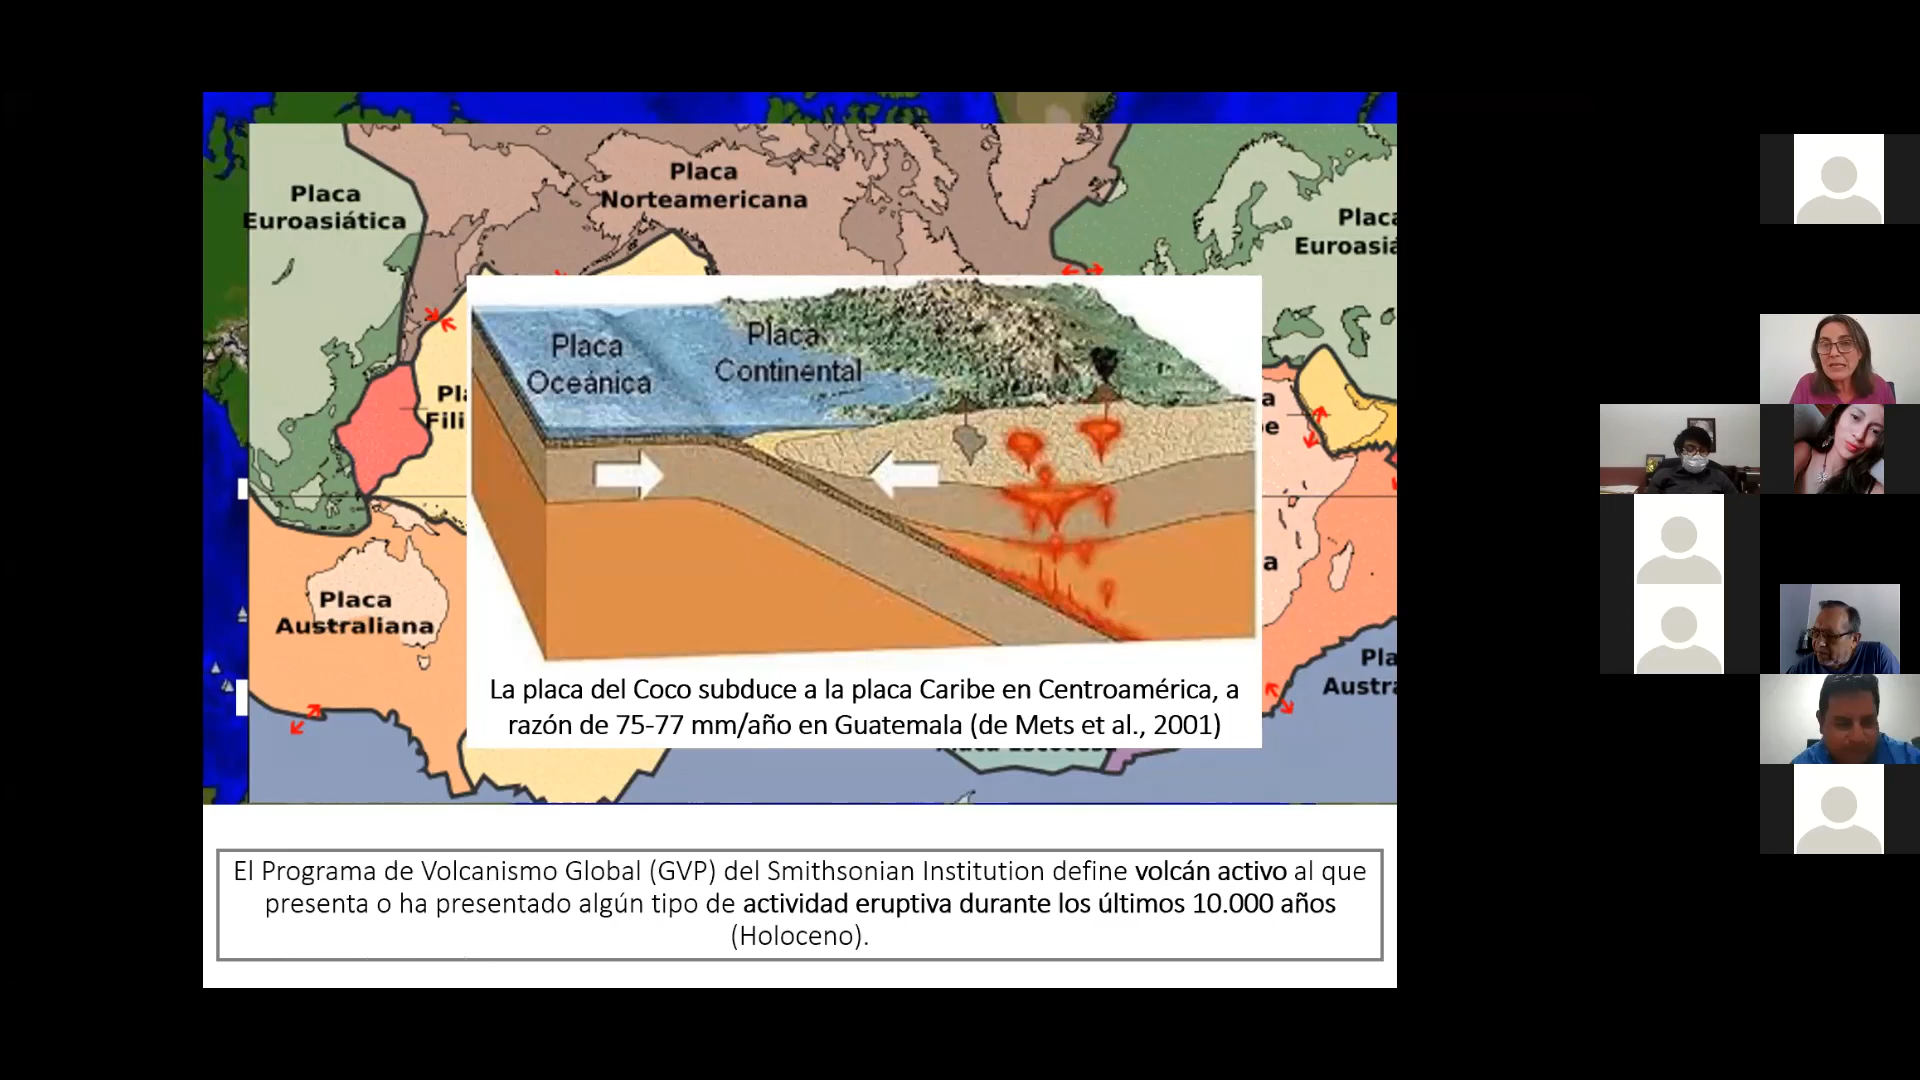 Placa
Norteamericana
Placa
Euroasiática
Placa
Placa
Oceánica
Placa
Continental
Placa
Australiana
La placa del Coco subduce a la placa Caribe en Centroamérica, a
razón de 75-77 mm/año en Guatemala (de Mets et al., 2001)
El Programa de Volcanismo Global (GVP) del Smithsonian Institution define volcán activo al que
presenta o ha presentado algún tipo de actividad eruptiva durante los últimos 10.000 años
(Holoceno).